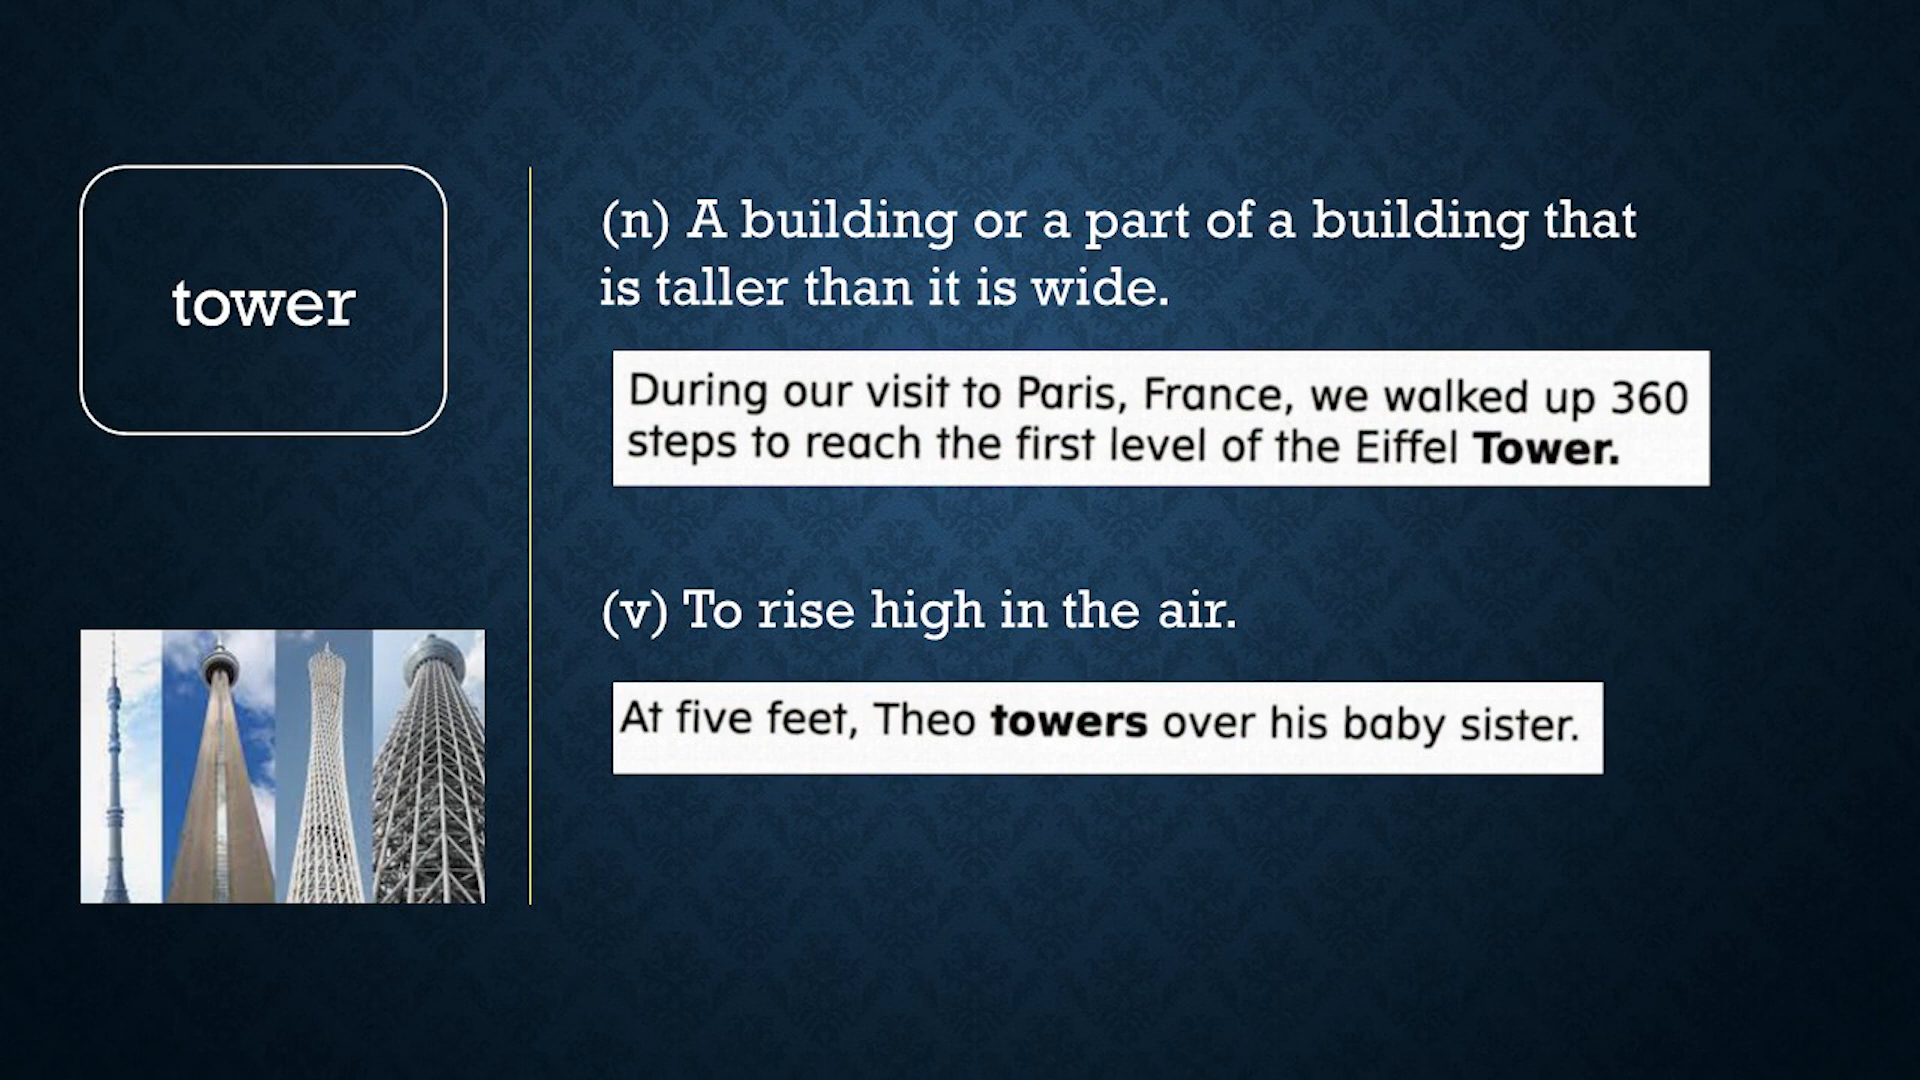 tower
(n) A building or a part of a building that
is taller than it is wide.
During our visit to Paris, France, we walked up 360
steps to reach the first level of the Eiffel Tower.
(v) To rise high in the air.
At five feet, Theo towers over his baby sister.